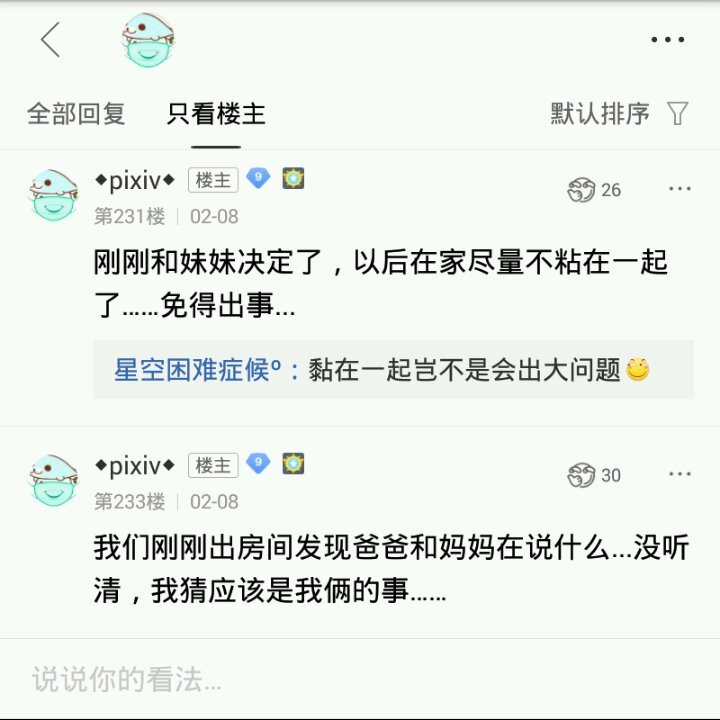 全部回复 只看楼主 默认排序
◆pixiv◆ 楼主 9 26
第231楼 02-08
刚刚和妹妹决定了，以后在家尽量不粘在一起
了……免得出事...
星空困难症候º：黏在一起岂不是会出大问题
◆pixiv◆ 楼主 9 30
第233楼 02-08
我们刚刚出房间发现爸爸和妈妈在说什么...没听
清，我猜应该是我俩的事……
说说你的看法...